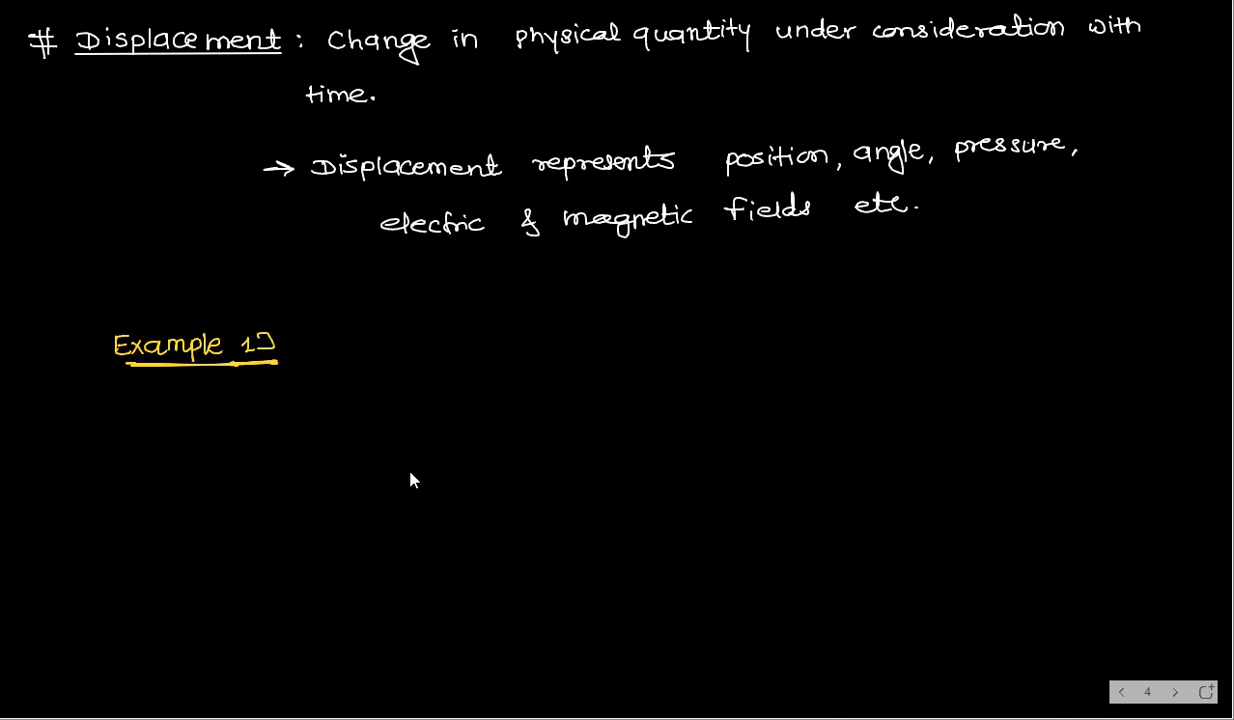 # Displacement : Change in physical quantity under consideration with
time.
→ Displacement represents position, angle, pressure,
electric & magnetic fields etc.
Example 1)
4